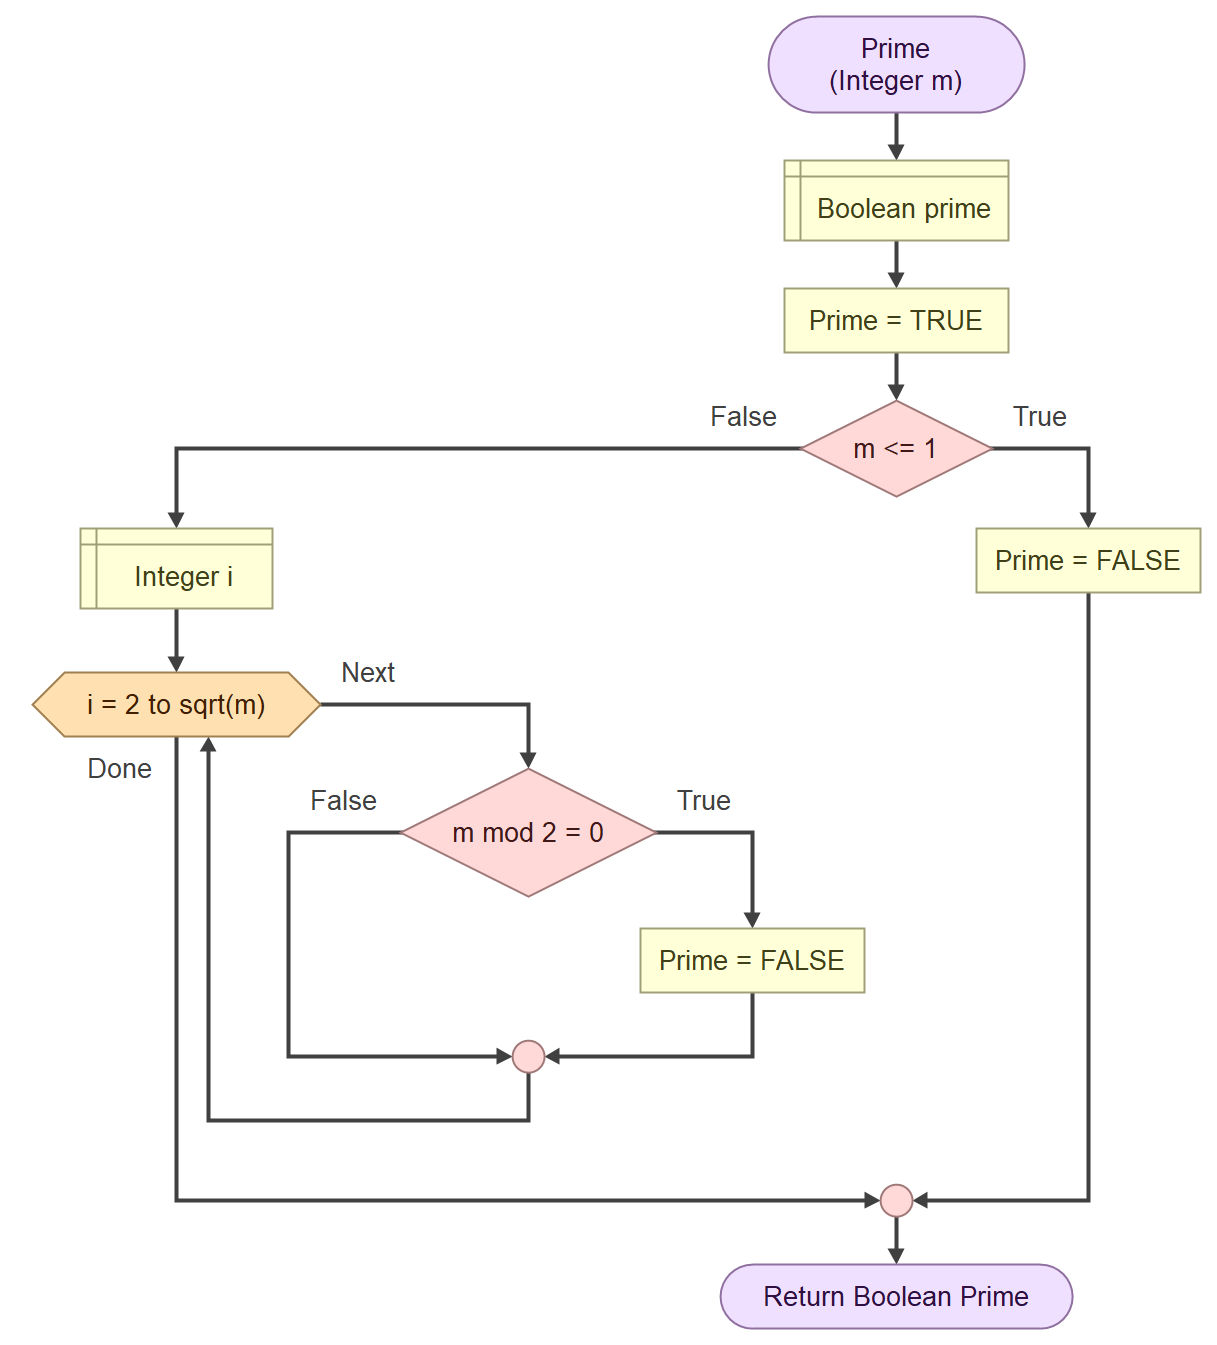 Prime
(Integer m)
Boolean prime
Prime = TRUE
False
True
m <= 1
Prime = FALSE
Integer i
Next
i = 2 to sqrt(m)
Done
False
True
m mod 2 = 0
Prime = FALSE
Return Boolean Prime